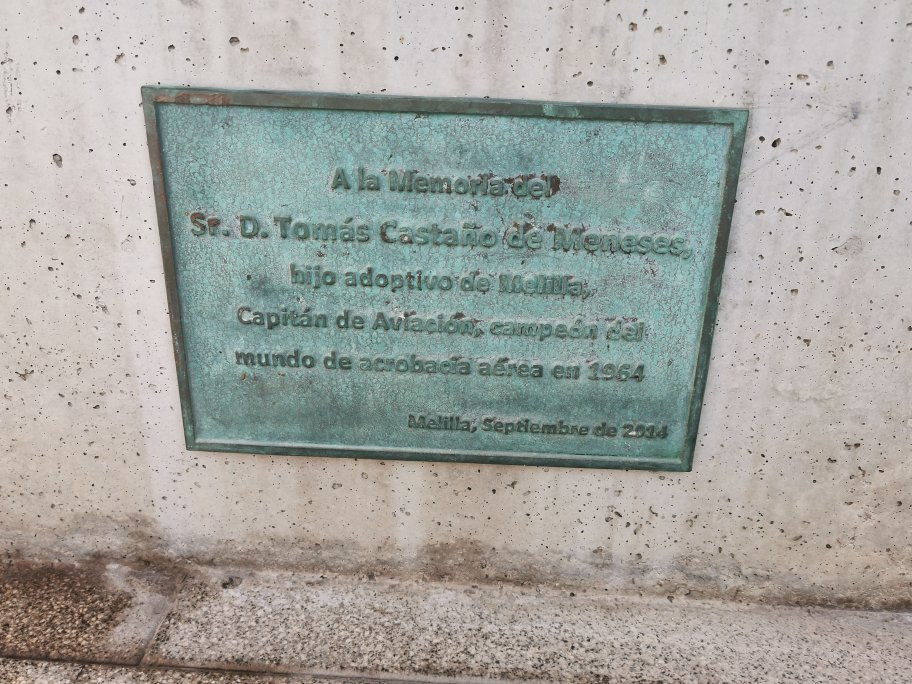 A la Memoria del
Sr. D. Tomás Castaño de Meneses,
hijo adoptivo de Melilla,
Capitán de Aviación, campeón del
mundo de acrobacia aérea en 1964
Melilla, Septiembre de 2014